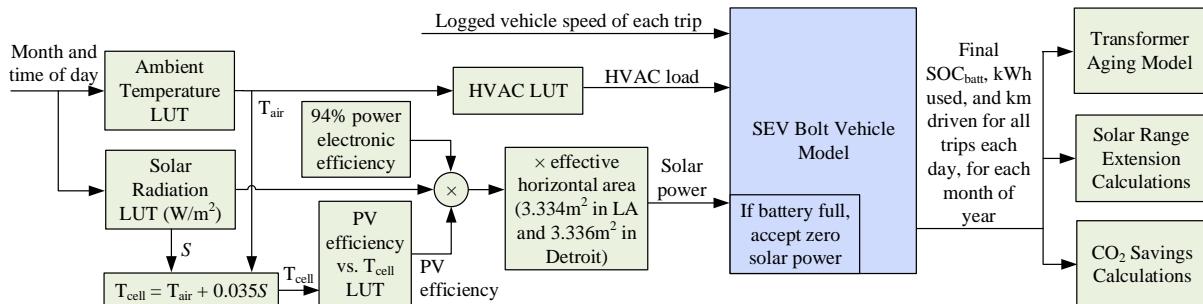 Month and
time of day
Ambient
Temperature
LUT
Solar
Radiation
LUT (W/m²)
S
T_cell = T_air + 0.035S
T_air
94% power
electronic
efficiency
T_cell
PV
efficiency
vs. T_cell
LUT
PV
efficiency
×
Logged vehicle speed of each trip
HVAC LUT
HVAC load
× effective
horizontal area
(3.334m² in LA
and 3.336m² in
Detroit)
Solar
power
SEV Bolt Vehicle
Model
If battery full,
accept zero
solar power
Final
SOC_batt, kWh
used, and km
driven for all
trips each
day, for each
month of
year
Transformer
Aging Model
Solar Range
Extension
Calculations
CO₂ Savings
Calculations